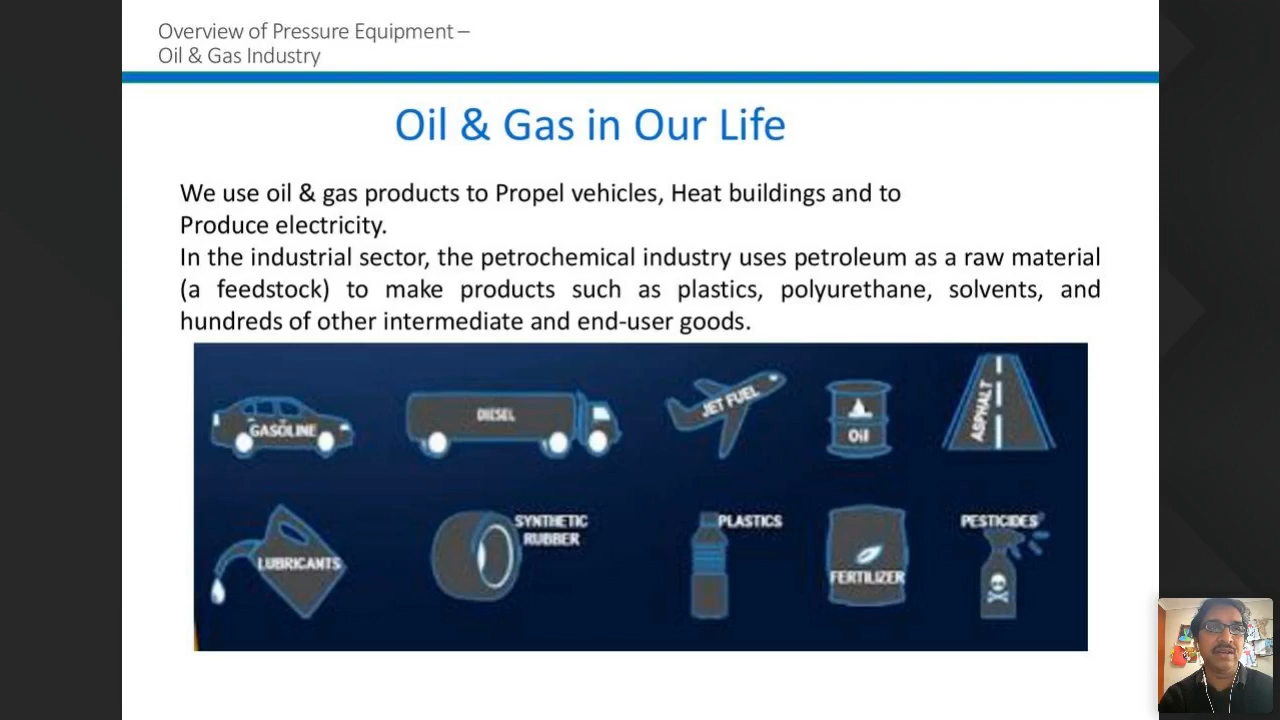 Overview of Pressure Equipment –
Oil & Gas Industry
Oil & Gas in Our Life
We use oil & gas products to Propel vehicles, Heat buildings and to
Produce electricity.
In the industrial sector, the petrochemical industry uses petroleum as a raw material
(a feedstock) to make products such as plastics, polyurethane, solvents, and
hundreds of other intermediate and end-user goods.
GASOLINE
DIESEL
JET FUEL
Oil
ASPHALT
LUBRICANTS
SYNTHETIC
RUBBER
PLASTICS
FERTILIZER
PESTICIDES